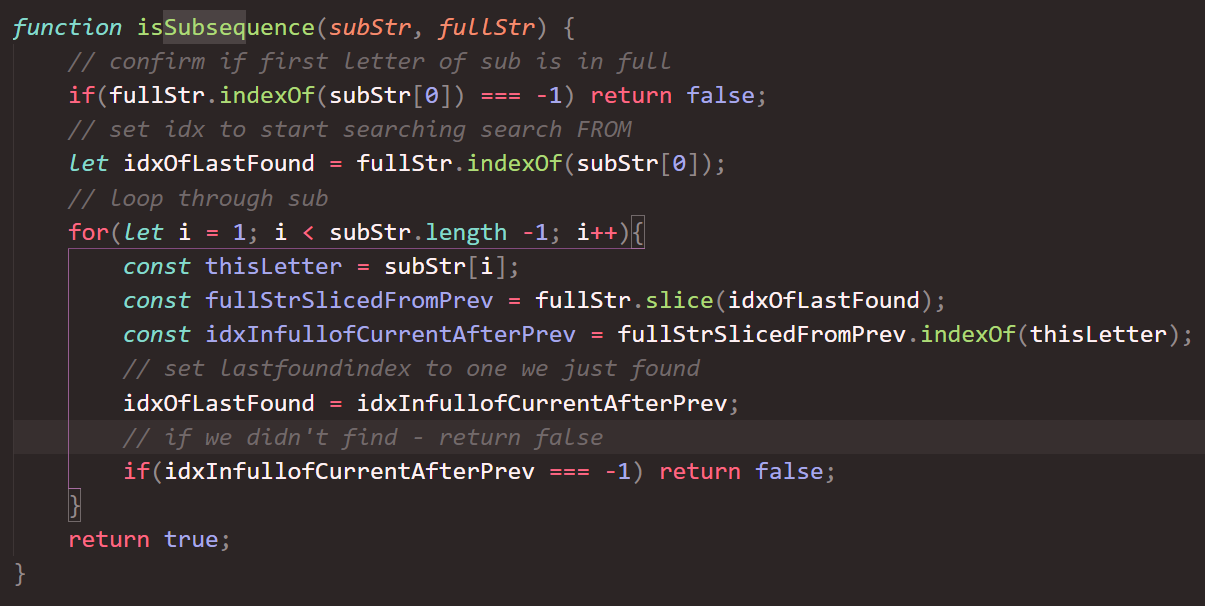 function isSubsequence(subStr, fullStr) {
    // confirm if first letter of sub is in full
    if(fullStr.indexOf(subStr[0]) === -1) return false;
    // set idx to start searching search FROM
    let idxOfLastFound = fullStr.indexOf(subStr[0]);
    // loop through sub
    for(let i = 1; i < subStr.length -1; i++){
        const thisLetter = subStr[i];
        const fullStrSlicedFromPrev = fullStr.slice(idxOfLastFound);
        const idxInfullofCurrentAfterPrev = fullStrSlicedFromPrev.indexOf(thisLetter);
        // set lastfoundindex to one we just found
        idxOfLastFound = idxInfullofCurrentAfterPrev;
        // if we didn't find - return false
        if(idxInfullofCurrentAfterPrev === -1) return false;
    }
    return true;
}